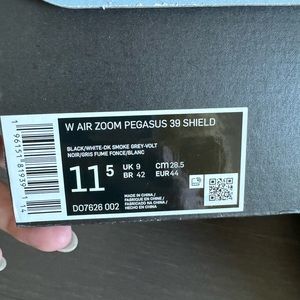 W AIR ZOOM PEGASUS 39 SHIELD
BLACK/WHITE-DK SMOKE GREY-VOLT
NOIR/GRIS FUME FONCE/BLANC
11.5
UK 9
CM 28.5
BR 42
EUR 44
DO7626 002
MADE IN CHINA/
FABRIQUE EN CHINE/
HECHO EN CHINA